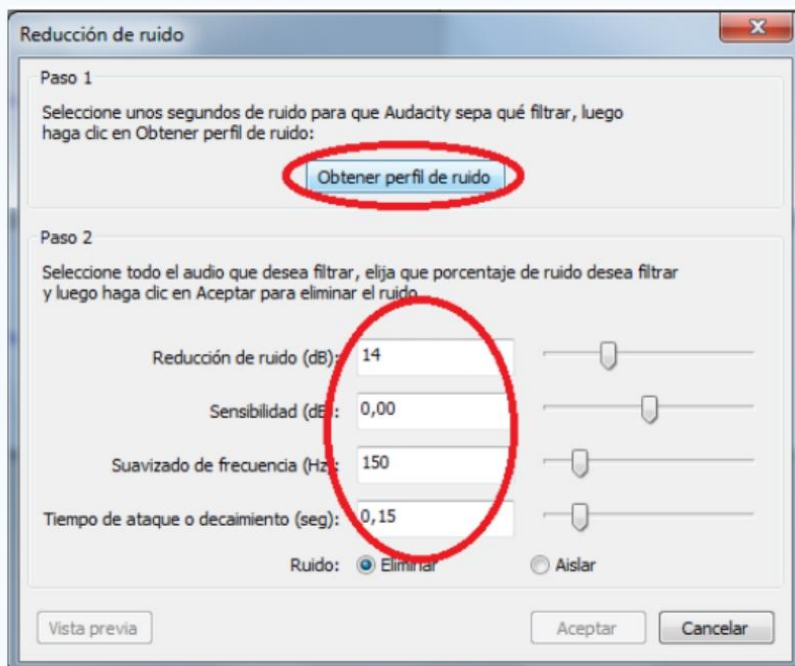 Reducción de ruido
Paso 1
Seleccione unos segundos de ruido para que Audacity sepa qué filtrar, luego
haga clic en Obtener perfil de ruido:
Obtener perfil de ruido
Paso 2
Seleccione todo el audio que desea filtrar, elija que porcentaje de ruido desea filtrar
y luego haga clic en Aceptar para eliminar el ruido
Reducción de ruido (dB): 14
Sensibilidad (dB): 0,00
Suavizado de frecuencia (Hz): 150
Tiempo de ataque o decaimiento (seg): 0,15
Ruido: Eliminar Aislar
Vista previa Aceptar Cancelar